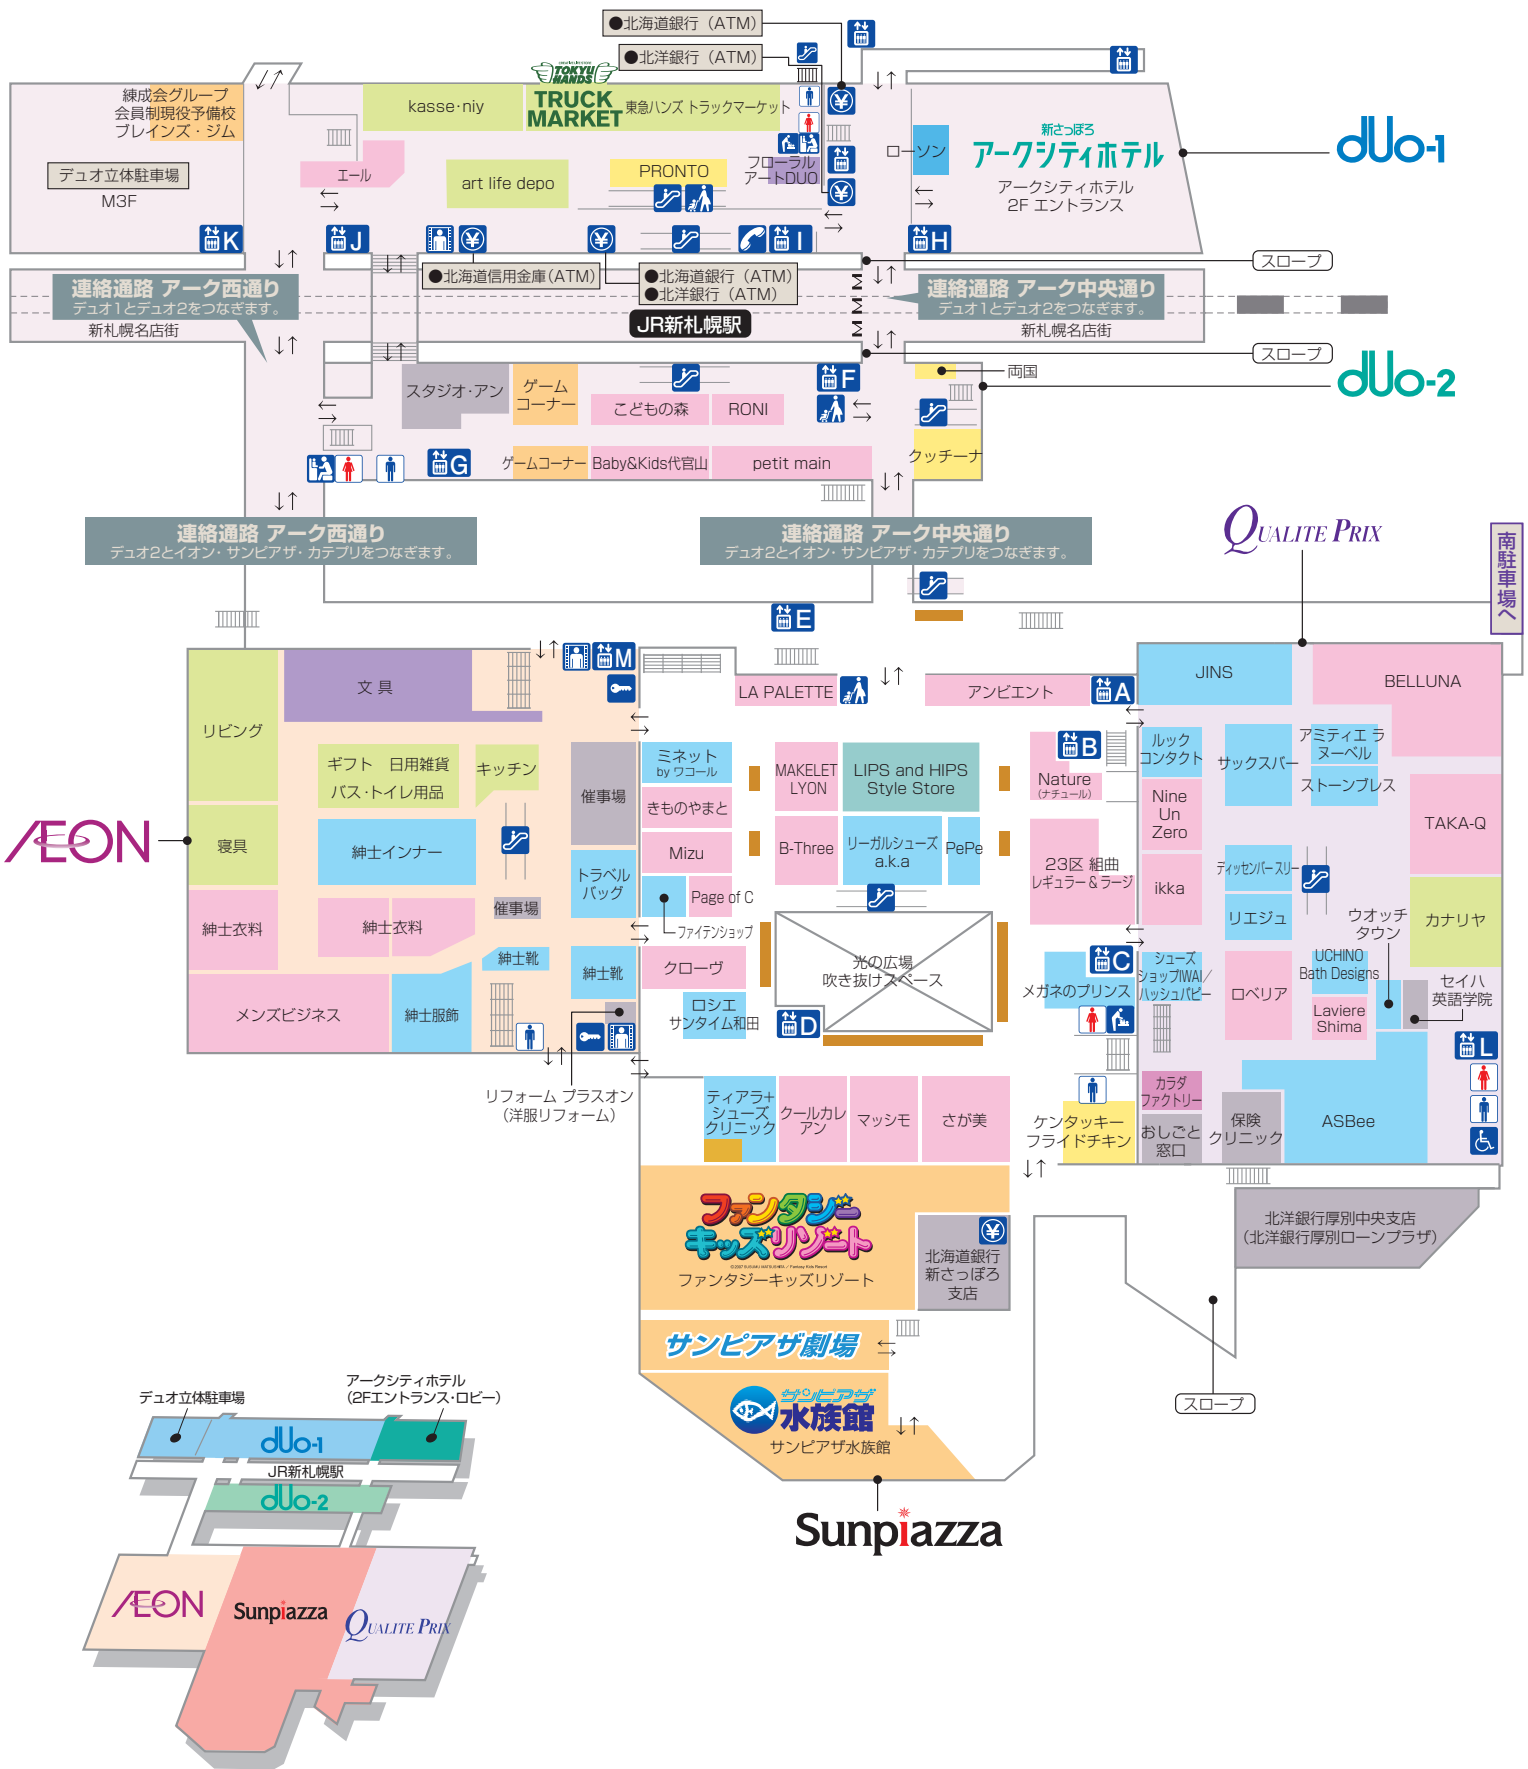 ●北海道銀行（ATM）
●北洋銀行（ATM）
練成会グループ
会員制現役予備校
ブレインズ・ジム
デュオ立体駐車場
M3F
エール
kasse・niy
TOKYU
HANDS
TRUCK
MARKET
東急ハンズ トラックマーケット
art life depo
PRONTO
フローラル
アートDUO
ローソン
新さっぽろ
アークシティホテル
アークシティホテル
2F エントランス
duo-1
K
J
I
H
●北海道信用金庫（ATM）
●北海道銀行（ATM）
●北洋銀行（ATM）
スロープ
連絡通路 アーク西通り
デュオ1とデュオ2をつなぎます。
新札幌名店街
JR新札幌駅
連絡通路 アーク中央通り
デュオ1とデュオ2をつなぎます。
新札幌名店街
スロープ
duo-2
スタジオ・アン
ゲーム
コーナー
こどもの森
RONI
F
両国
G
ゲームコーナー
Baby&Kids代官山
petit main
クッチーナ
連絡通路 アーク西通り
デュオ2とイオン・サンピアザ・カテプリをつなぎます。
連絡通路 アーク中央通り
デュオ2とイオン・サンピアザ・カテプリをつなぎます。
QUALITE PRIX
南駐車場へ
E
M
文具
リビング
ギフト 日用雑貨
バス・トイレ用品
キッチン
催事場
AEON
寝具
紳士インナー
トラベル
バッグ
催事場
紳士衣料
紳士衣料
紳士靴
紳士靴
メンズビジネス
紳士服飾
リフォーム プラスオン
（洋服リフォーム）
LA PALETTE
アンビエント
A
ミネット
by ワコール
MAKELET
LYON
LIPS and HIPS
Style Store
B
Nature
（ナチュール）
きものやまと
Mizu
B-Three
リーガルシューズ
a.k.a
PePe
23区 組曲
レギュラー＆ラージ
Page of C
ファイテンショップ
クローヴ
光の広場
吹き抜けスペース
C
メガネのプリンス
ロシエ
サンタイム和田
D
ティアラ+
シューズ
クリニック
クールカレアン
マッシモ
さが美
ケンタッキー
フライドチキン
JINS
BELLUNA
ルック
コンタクト
サックスバー
アミティエ ラ
ヌーベル
ストーンブレス
Nine
Un
Zero
TAKA-Q
ikka
ディッセンバースリー
リエジュ
ウオッチ
タウン
カナリヤ
シューズ
ショップIWAI／
ハッシュパピー
ロベリア
UCHINO
Bath Designs
Laviere
Shima
セイハ
英語学院
L
カラダ
ファクトリー
おしごと
窓口
保険
クリニック
ASBee
ファンタジー
キッズリゾート
ファンタジーキッズリゾート
北海道銀行
新さっぽろ
支店
北洋銀行厚別中央支店
（北洋銀行厚別ローンプラザ）
サンピアザ劇場
サンピアザ
水族館
サンピアザ水族館
スロープ
Sunpiazza
デュオ立体駐車場
アークシティホテル
（2Fエントランス・ロビー）
duo-1
JR新札幌駅
duo-2
AEON
Sunpiazza
QUALITE PRIX